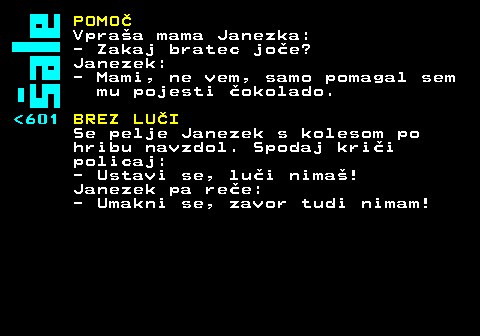 Šale
POMOČ
Vpraša mama Janezka:
- Zakaj bratec joče?
Janezek:
- Mami, ne vem, samo pomagal sem
mu pojesti čokolado.
<601 BREZ LUČI
Se pelje Janezek s kolesom po
hribu navzdol. Spodaj kriči
policaj:
- Ustavi se, luči nimaš!
Janezek pa reče:
- Umakni se, zavor tudi nimam!